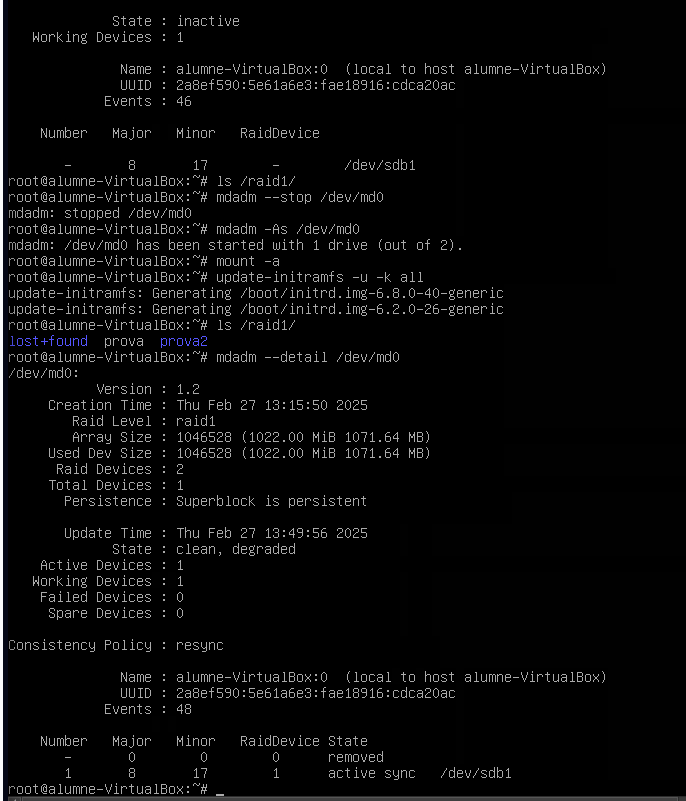 State : inactive
Working Devices : 1
Name : alumne-VirtualBox:0  (local to host alumne-VirtualBox)
UUID : 2a8ef590:5e61a6e3:fae18916:cdca20ac
Events : 46
Number   Major   Minor   RaidDevice
-     8     17     -     /dev/sdb1
root@alumne-VirtualBox:~# ls /raid1/
root@alumne-VirtualBox:~# mdadm --stop /dev/md0
mdadm: stopped /dev/md0
root@alumne-VirtualBox:~# mdadm -As /dev/md0
mdadm: /dev/md0 has been started with 1 drive (out of 2).
root@alumne-VirtualBox:~# mount -a
root@alumne-VirtualBox:~# update-initramfs -u -k all
update-initramfs: Generating /boot/initrd.img-6.8.0-40-generic
update-initramfs: Generating /boot/initrd.img-6.2.0-26-generic
root@alumne-VirtualBox:~# ls /raid1/
lost+found  prova  prova2
root@alumne-VirtualBox:~# mdadm --detail /dev/md0
/dev/md0:
Version : 1.2
Creation Time : Thu Feb 27 13:15:50 2025
Raid Level : raid1
Array Size : 1046528 (1022.00 MiB 1071.64 MB)
Used Dev Size : 1046528 (1022.00 MiB 1071.64 MB)
Raid Devices : 2
Total Devices : 1
Persistence : Superblock is persistent
Update Time : Thu Feb 27 13:49:56 2025
State : clean, degraded
Active Devices : 1
Working Devices : 1
Failed Devices : 0
Spare Devices : 0
Consistency Policy : resync
Name : alumne-VirtualBox:0  (local to host alumne-VirtualBox)
UUID : 2a8ef590:5e61a6e3:fae18916:cdca20ac
Events : 48
Number   Major   Minor   RaidDevice State
-     0     0     0     removed
1     8     17     1     active sync   /dev/sdb1
root@alumne-VirtualBox:~# _